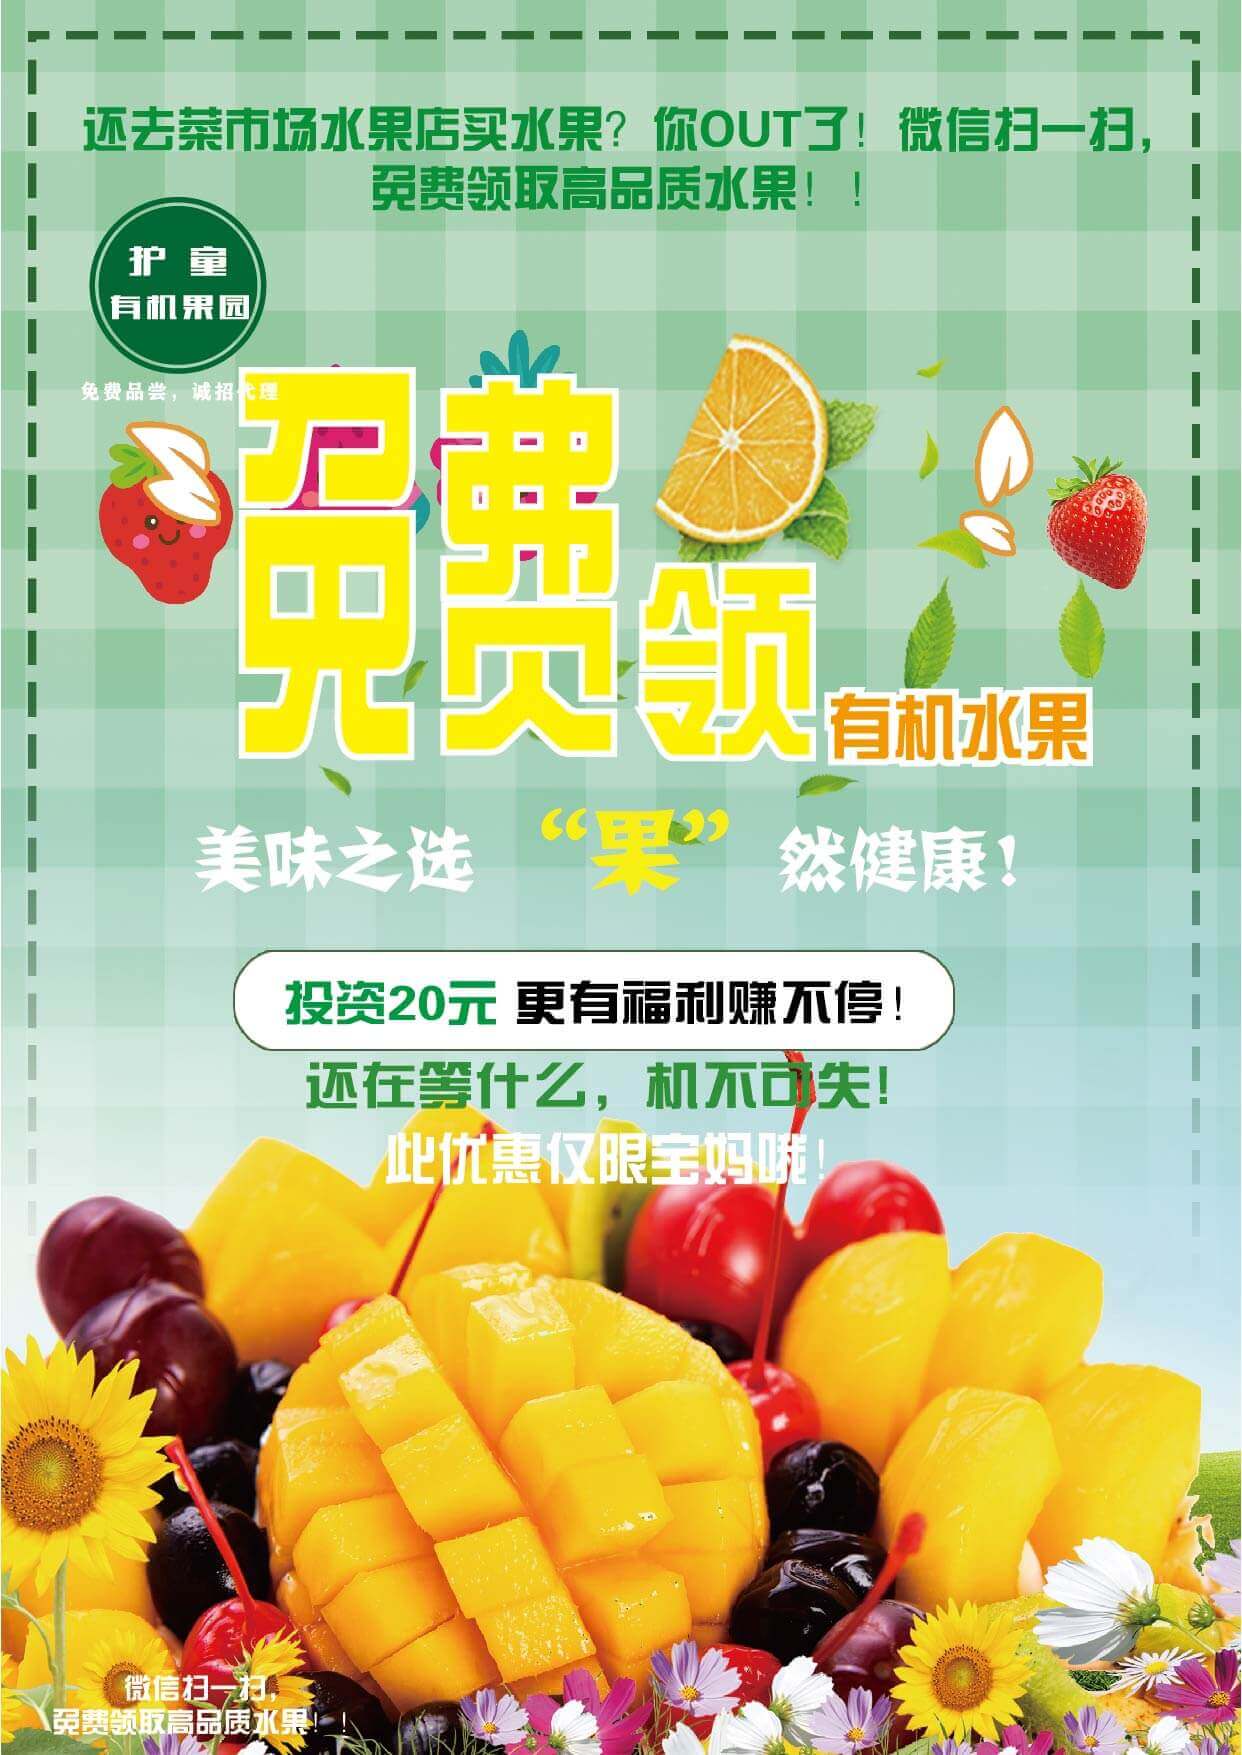 还去菜市场水果店买水果？你OUT了！微信扫一扫，
免费领取高品质水果！！
护 童
有机果园
免费品尝，诚招代理
免费领
有机水果
美味之选 “果” 然健康！
投资20元 更有福利赚不停！
还在等什么，机不可失！
此优惠仅限宝妈哦！
微信扫一扫，
免费领取高品质水果！！